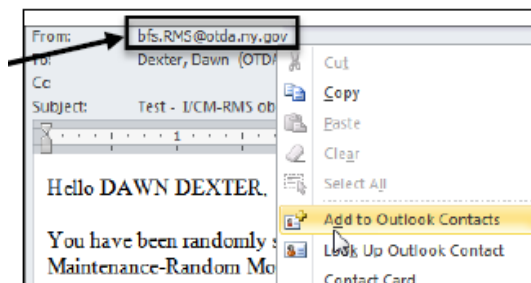 From: bfs.RMS@otda.ny.gov
To: Dexter, Dawn (OTDA
Cc
Subject: Test - I/CM-RMS ob
1
Hello DAWN DEXTER,
You have been randomly s
Maintenance-Random Mo
Cut
Copy
Paste
Clear
Select All
Add to Outlook Contacts
Look Up Outlook Contact
Contact Card